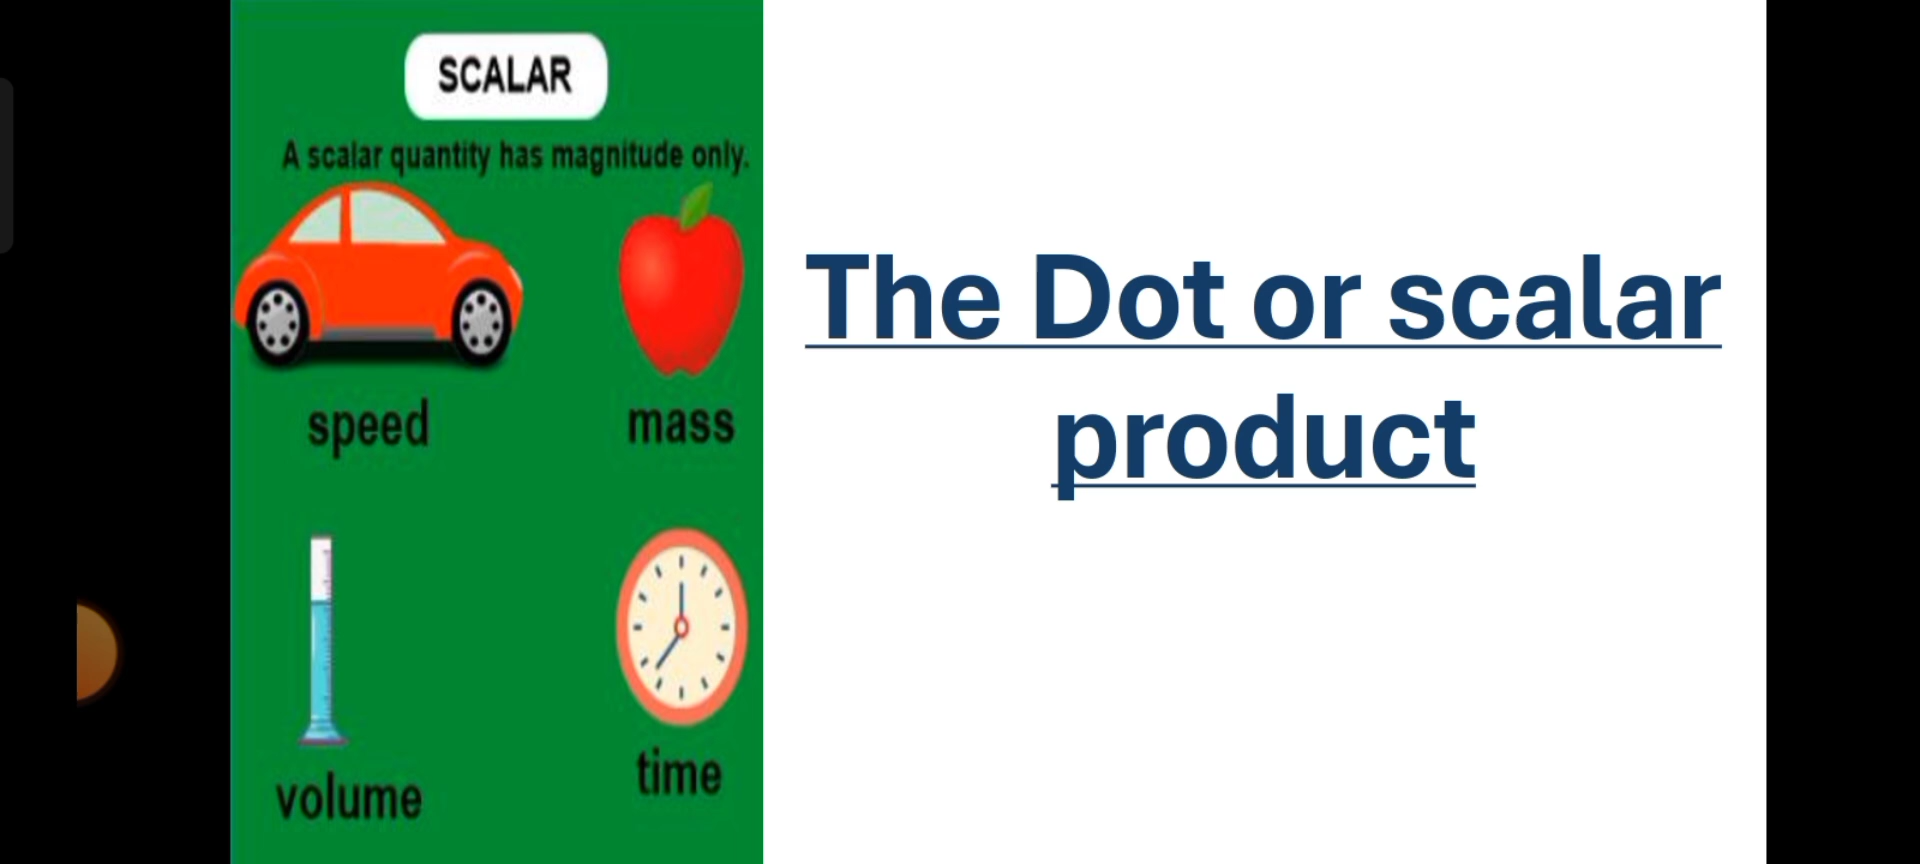 SCALAR
A scalar quantity has magnitude only.
speed
mass
volume
time
The Dot or scalar
product